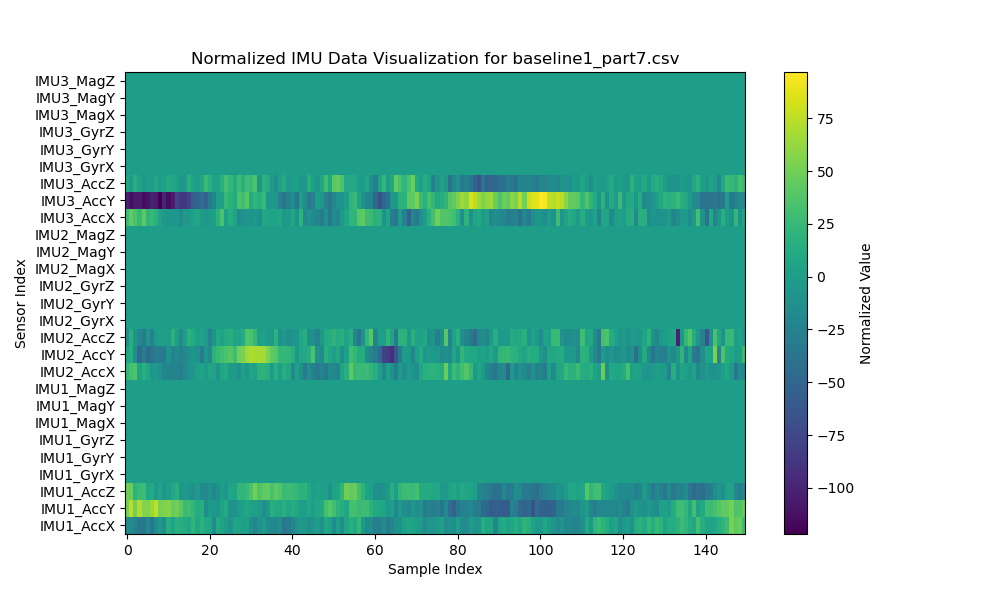 Normalized IMU Data Visualization for baseline1_part7.csv
Sensor Index
IMU3_MagZ
IMU3_MagY
IMU3_MagX
IMU3_GyrZ
IMU3_GyrY
IMU3_GyrX
IMU3_AccZ
IMU3_AccY
IMU3_AccX
IMU2_MagZ
IMU2_MagY
IMU2_MagX
IMU2_GyrZ
IMU2_GyrY
IMU2_GyrX
IMU2_AccZ
IMU2_AccY
IMU2_AccX
IMU1_MagZ
IMU1_MagY
IMU1_MagX
IMU1_GyrZ
IMU1_GyrY
IMU1_GyrX
IMU1_AccZ
IMU1_AccY
IMU1_AccX
0 20 40 60 80 100 120 140
Sample Index
75
50
25
0
−25
−50
−75
−100
Normalized Value